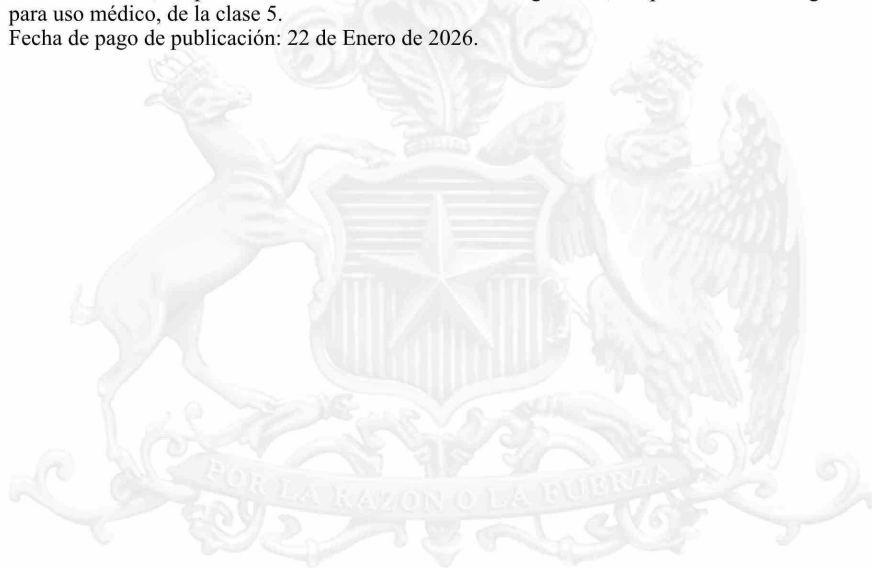 para uso médico, de la clase 5.
Fecha de pago de publicación: 22 de Enero de 2026.
POR LA RAZÓN O LA FUERZA